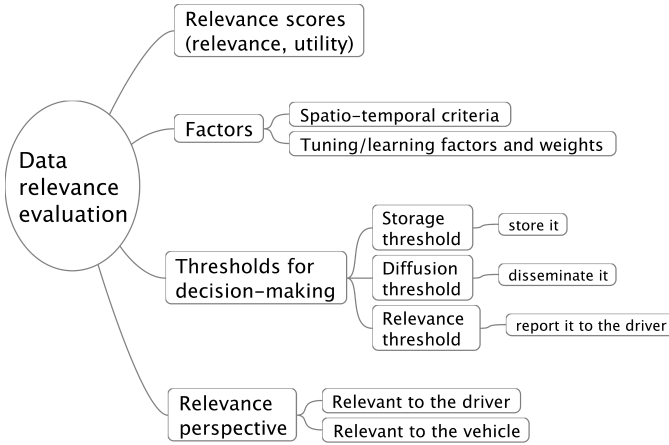 Relevance scores
(relevance, utility)
Factors
Spatio-temporal criteria
Tuning/learning factors and weights
Data
relevance
evaluation
Thresholds for
decision-making
Storage
threshold
store it
Diffusion
threshold
disseminate it
Relevance
threshold
report it to the driver
Relevance
perspective
Relevant to the driver
Relevant to the vehicle